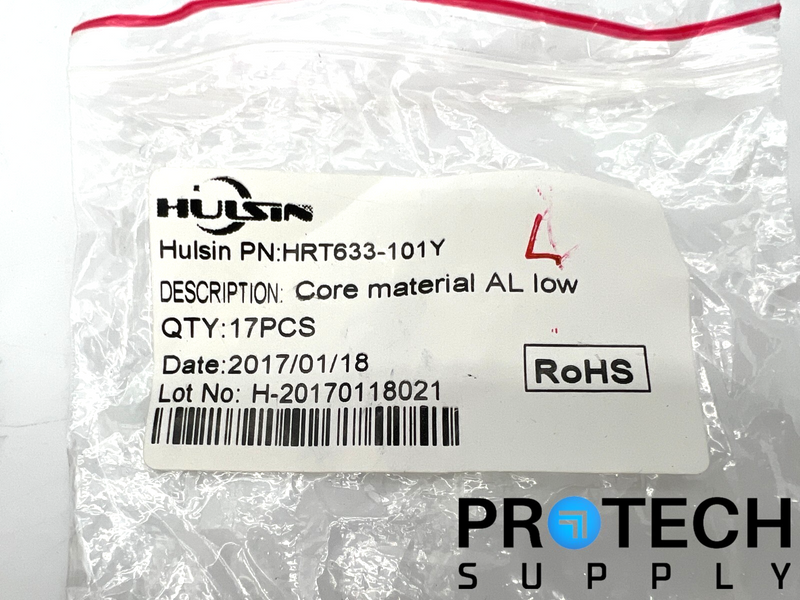 HULSIN
Hulsin PN:HRT633-101Y
DESCRIPTION: Core material AL low
QTY:17PCS
Date:2017/01/18
RoHS
Lot No: H-20170118021
PROTECH
SUPPLY